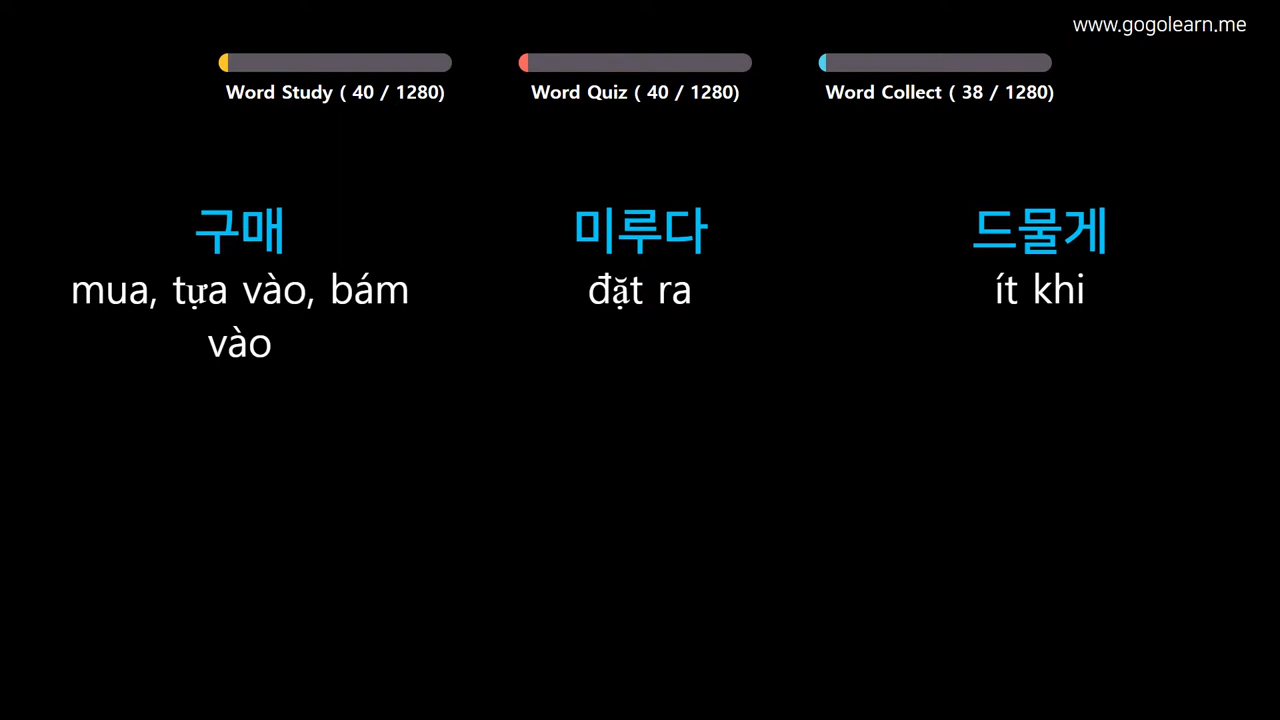 www.gogolearn.me
Word Study ( 40 / 1280)
Word Quiz ( 40 / 1280)
Word Collect ( 38 / 1280)
구매
mua, tựa vào, bám
vào
미루다
đặt ra
드물게
ít khi